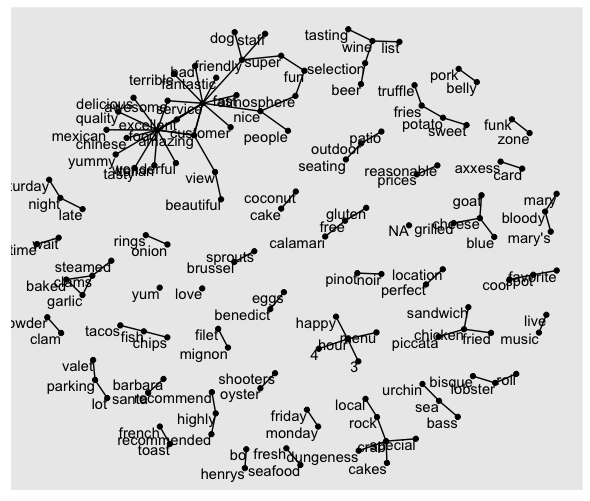 dog
staff
tasting
wine
list
super
friendly
bad
terrible
fantastic
fun
selection
beer
pork
belly
truffle
delicious
awesome
service
fast
atmosphere
quality
nice
fries
potato
sweet
funk
zone
mexican
excellent
food
customer
people
chinese
amazing
patio
outdoor
seating
yummy
tasty
wonderful
view
beautiful
reasonable
prices
axxess
card
urday
night
late
coconut
cake
gluten
free
calamari
NA
grilled
cheese
goat
blue
mary
bloody
mary's
time
wait
rings
onion
sprouts
brussel
steamed
baked
clams
garlic
yum
love
eggs
benedict
pinot
noir
location
perfect
cool
spot
favorite
owder
clam
tacos
fish
chips
filet
mignon
happy
hour
menu
4
3
sandwich
chicken
piccata
fried
live
music
valet
parking
lot
barbara
santa
recommend
highly
recommended
shooters
oyster
friday
monday
local
rock
crab
special
cakes
dungeness
urchin
sea
bass
bisque
lobster
roll
french
toast
bo
henrys
fresh
seafood